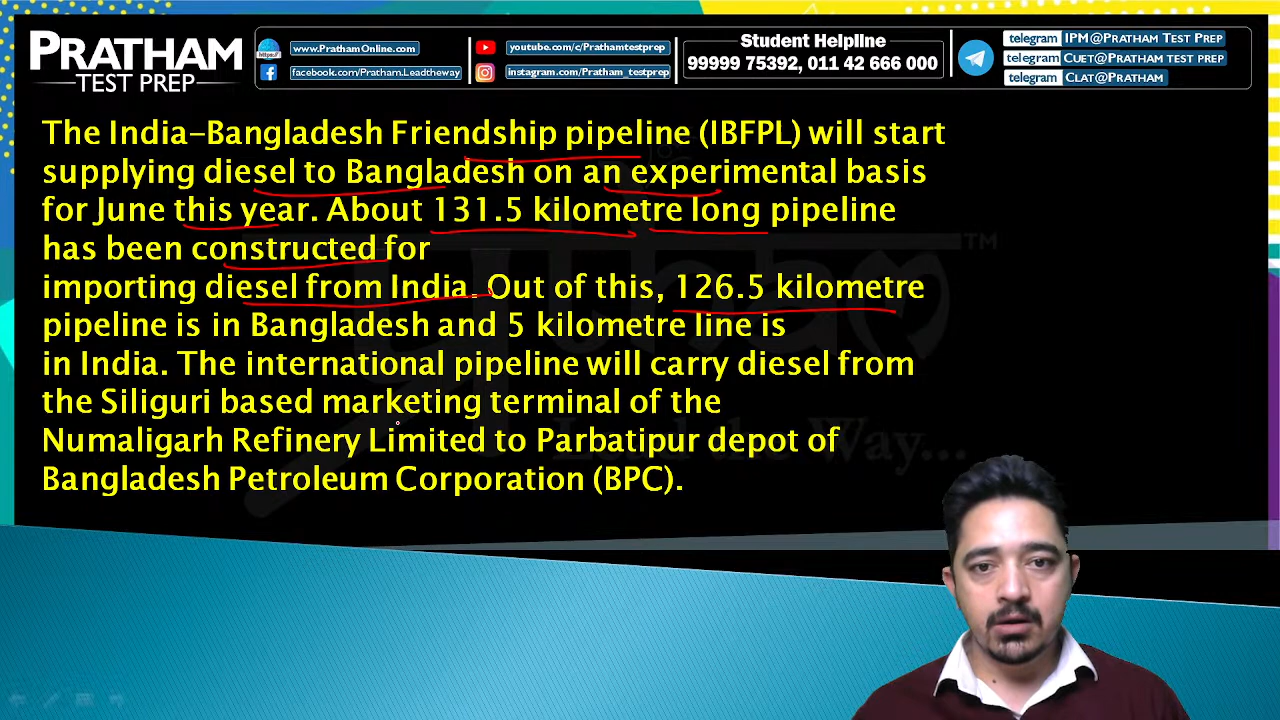 PRATHAM
TEST PREP
https://
www.PrathamOnline.com
facebook.com/Pratham.Leadtheway
youtube.com/c/Prathamtestprep
instagram.com/Pratham_testprep
Student Helpline
99999 75392, 011 42 666 000
telegram IPM@PRATHAM TEST PREP
telegram CUET@PRATHAM TEST PREP
telegram CLAT@PRATHAM
The India-Bangladesh Friendship pipeline (IBFPL) will start
supplying diesel to Bangladesh on an experimental basis
for June this year. About 131.5 kilometre long pipeline
has been constructed for
importing diesel from India. Out of this, 126.5 kilometre
pipeline is in Bangladesh and 5 kilometre line is
in India. The international pipeline will carry diesel from
the Siliguri based marketing terminal of the
Numaligarh Refinery Limited to Parbatipur depot of
Bangladesh Petroleum Corporation (BPC).
TM